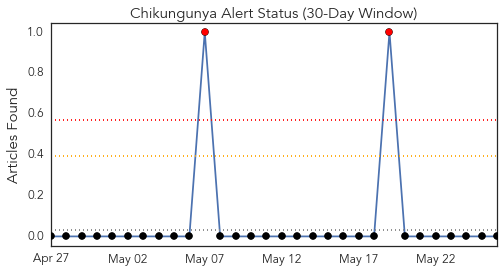 Chikungunya Alert Status (30-Day Window)
Articles Found
1.0
0.8
0.6
0.4
0.2
0.0
Apr 27 May 02 May 07 May 12 May 17 May 22